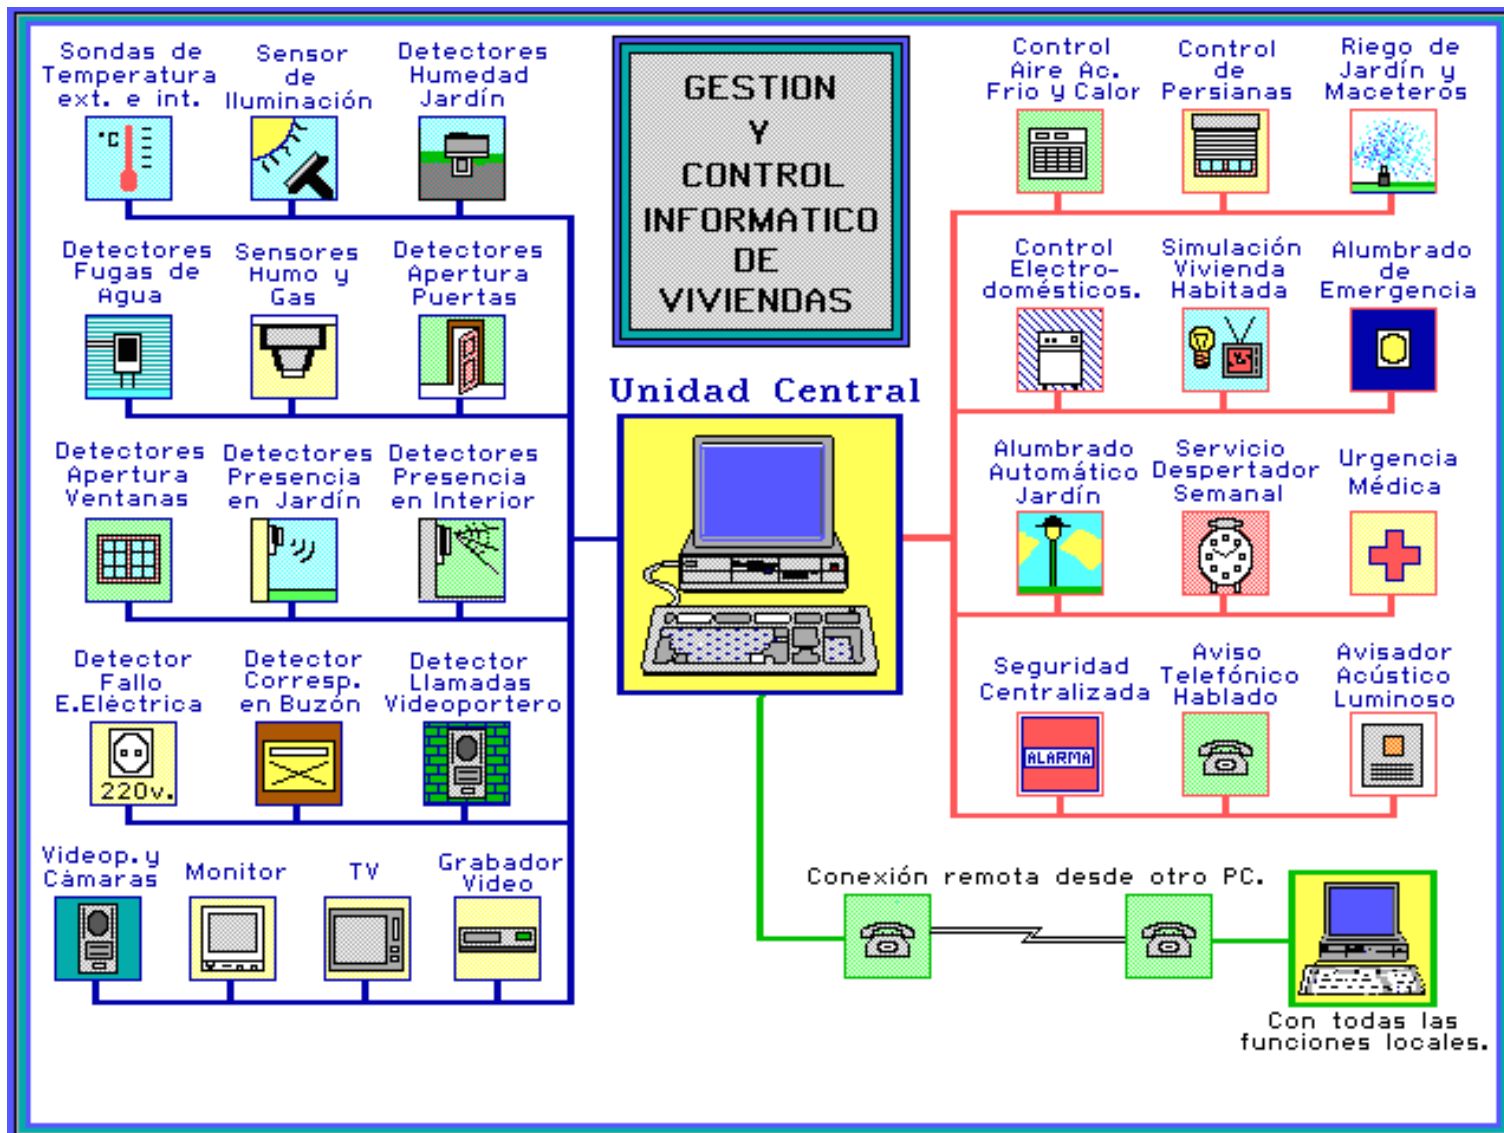 Sondas de
Temperatura
ext. e int.
Sensor
de
Iluminación
Detectores
Humedad
Jardín
°C
GESTION
Y
CONTROL
INFORMATICO
DE
VIVIENDAS
Control
Aire Ac.
Frio y Calor
Control
de
Persianas
Riego de
Jardín y
Maceteros
Detectores
Fugas de
Agua
Sensores
Humo y
Gas
Detectores
Apertura
Puertas
Control
Electro-
domésticos.
Simulación
Vivienda
Habitada
Alumbrado
de
Emergencia
Unidad Central
Detectores
Apertura
Ventanas
Detectores
Presencia
en Jardín
Detectores
Presencia
en Interior
Alumbrado
Automático
Jardín
Servicio
Despertador
Semanal
Urgencia
Médica
Detector
Fallo
E.Eléctrica
220v.
Detector
Corresp.
en Buzón
Detector
Llamadas
Videoportero
Seguridad
Centralizada
ALARMA
Aviso
Telefónico
Hablado
Avisador
Acústico
Luminoso
Videop.y
Cámaras
Monitor
TV
Grabador
Video
Conexión remota desde otro PC.
Con todas las
funciones locales.